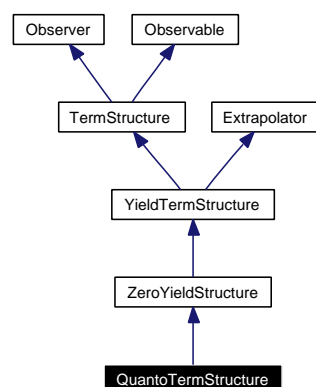 Observer
Observable
TermStructure
Extrapolator
YieldTermStructure
ZeroYieldStructure
QuantoTermStructure